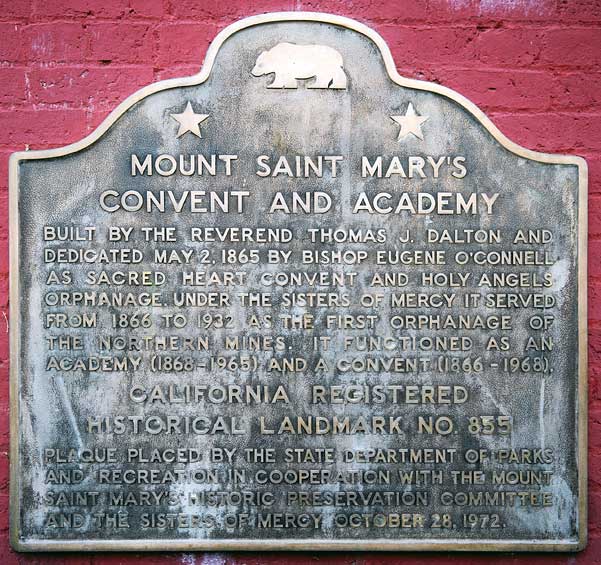 MOUNT SAINT MARY'S
CONVENT AND ACADEMY
BUILT BY THE REVEREND THOMAS J. DALTON AND
DEDICATED MAY 2, 1865 BY BISHOP EUGENE O'CONNELL
AS SACRED HEART CONVENT AND HOLY ANGELS
ORPHANAGE. UNDER THE SISTERS OF MERCY IT SERVED
FROM 1866 TO 1932 AS THE FIRST ORPHANAGE OF
THE NORTHERN MINES. IT FUNCTIONED AS AN
ACADEMY (1868-1965) AND A CONVENT (1866-1968).
CALIFORNIA REGISTERED
HISTORICAL LANDMARK NO. 855
PLAQUE PLACED BY THE STATE DEPARTMENT OF PARKS
AND RECREATION IN COOPERATION WITH THE MOUNT
SAINT MARY'S HISTORIC PRESERVATION COMMITTEE
AND THE SISTERS OF MERCY, OCTOBER 28, 1972.